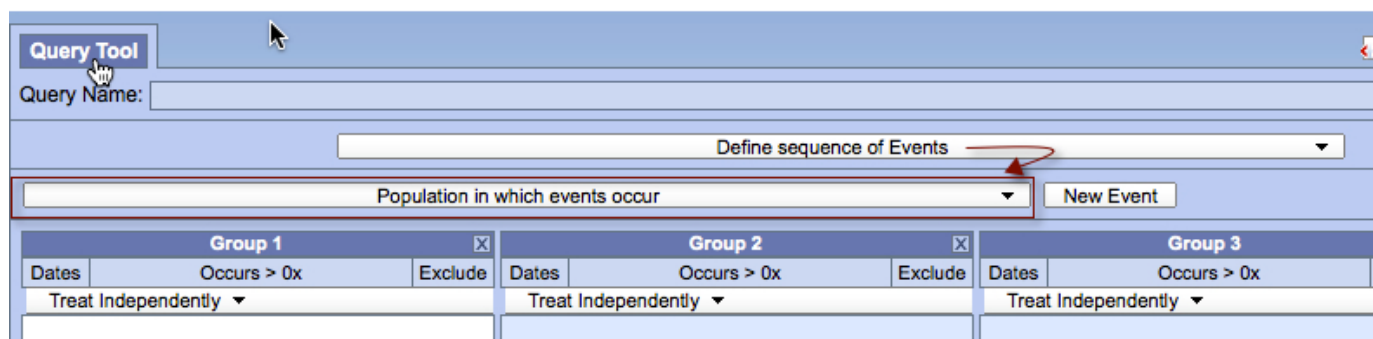 Query Tool
Query Name:
Define sequence of Events
Population in which events occur New Event
Group 1 X Group 2 X Group 3
Dates Occurs > 0x Exclude Dates Occurs > 0x Exclude Dates Occurs > 0x
Treat Independently Treat Independently Treat Independently